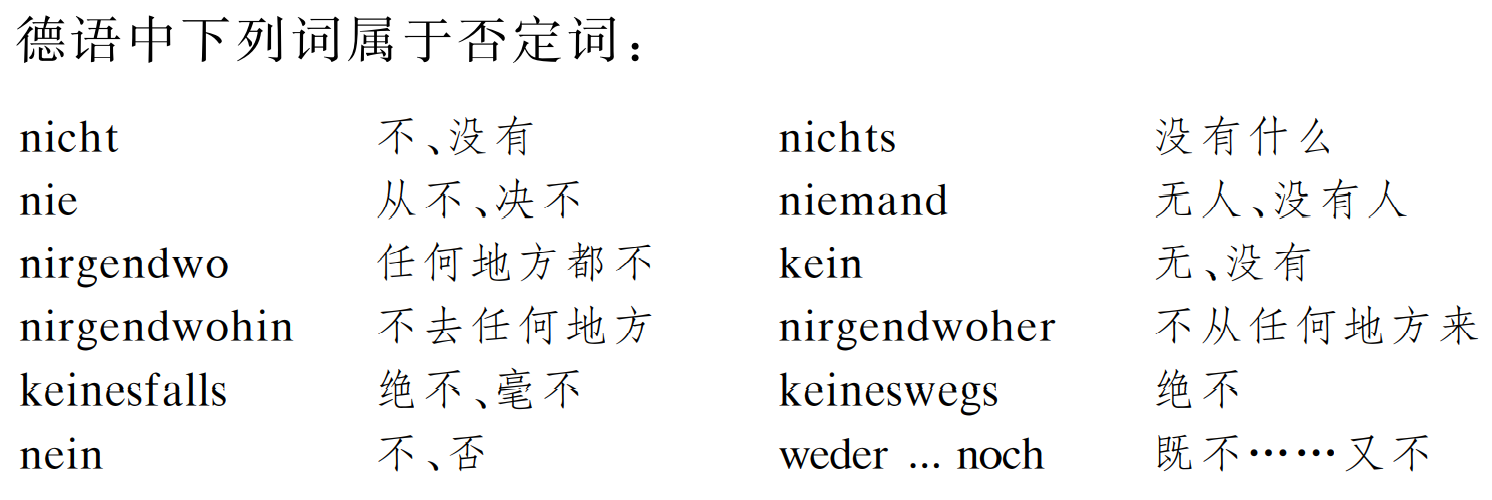 德语中下列词属于否定词：
nicht 不、没有 nichts 没有什么
nie 从不、决不 niemand 无人、没有人
nirgendwo 任何地方都不 kein 无、没有
nirgendwohin 不去任何地方 nirgendwoher 不从任何地方来
keinesfalls 绝不、毫不 keineswegs 绝不
nein 不、否 weder ... noch 既不……又不